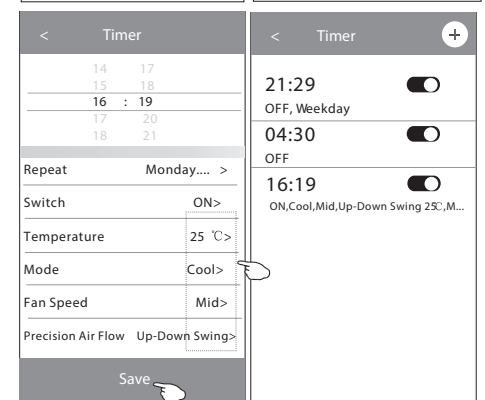 < Timer
14 17
15 18
16 : 19
17 20
18 21
Repeat Monday.... >
Switch ON>
Temperature 25 ℃>
Mode Cool>
Fan Speed Mid>
Precision Air Flow Up-Down Swing>
Save
< Timer +
21:29
OFF, Weekday
04:30
OFF
16:19
ON,Cool,Mid,Up-Down Swing 25℃,M...